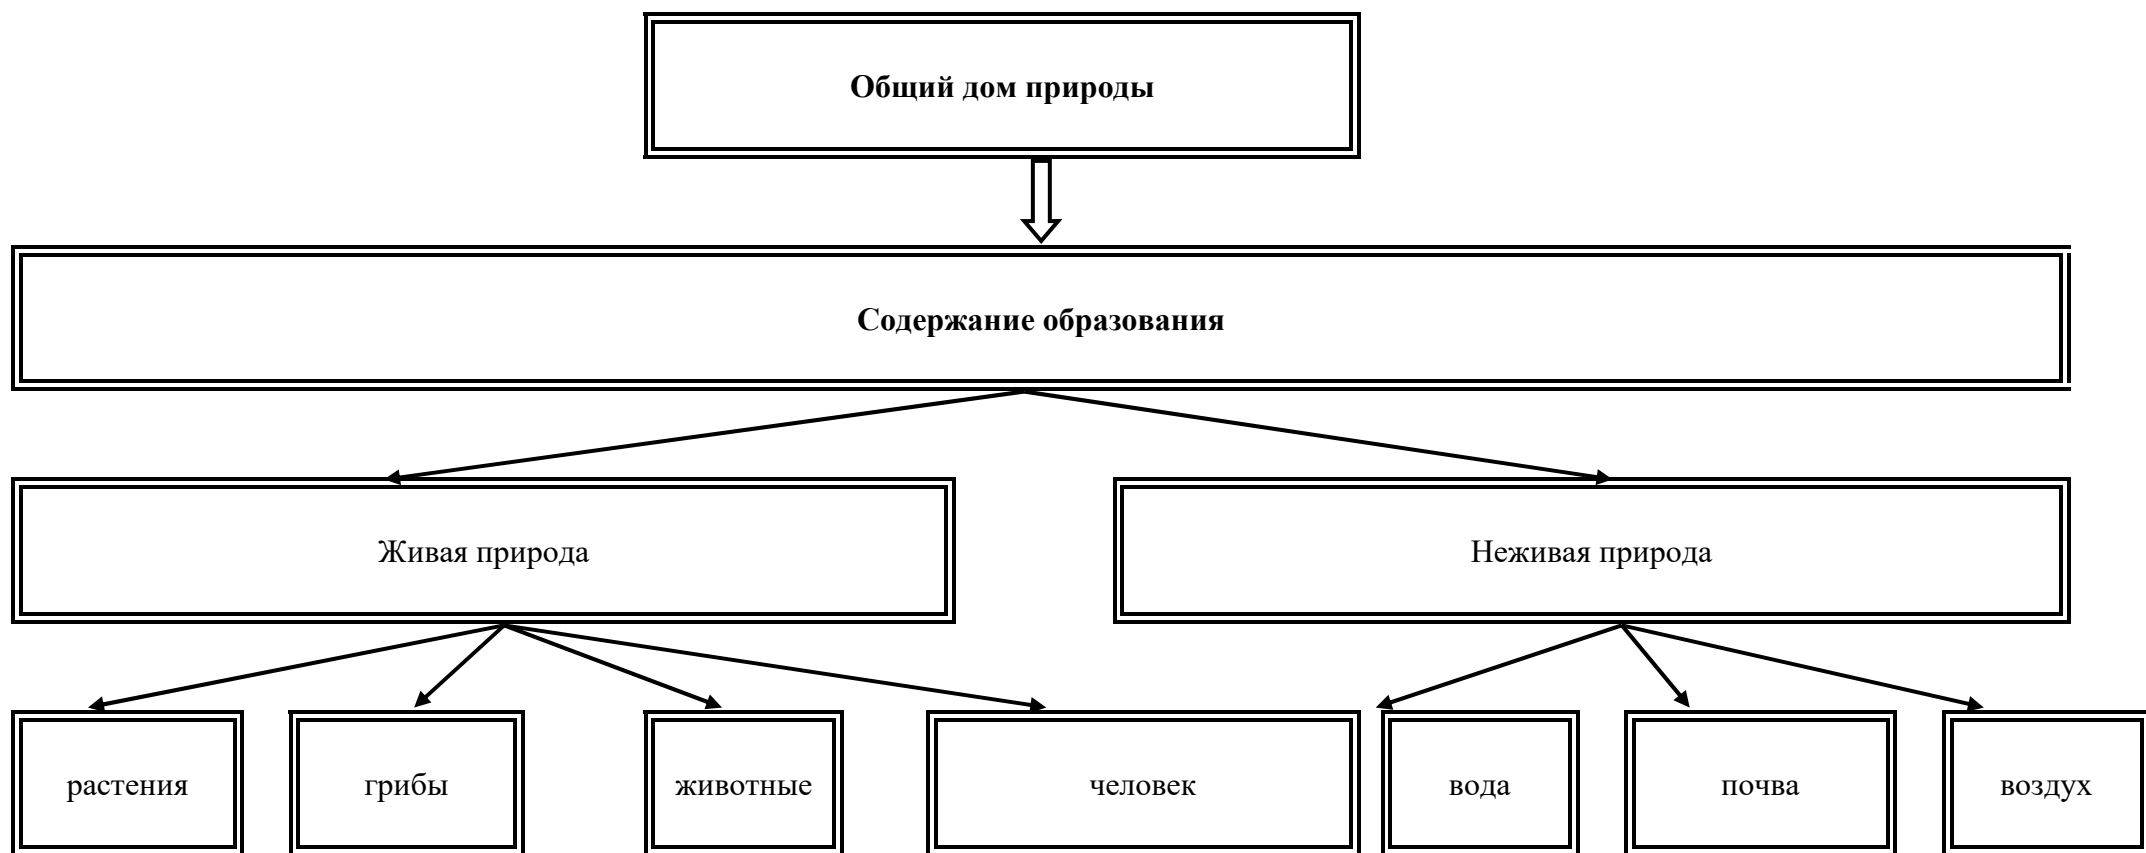 Общий дом природы
Содержание образования
Живая природа
Неживая природа
растения
грибы
животные
человек
вода
почва
воздух